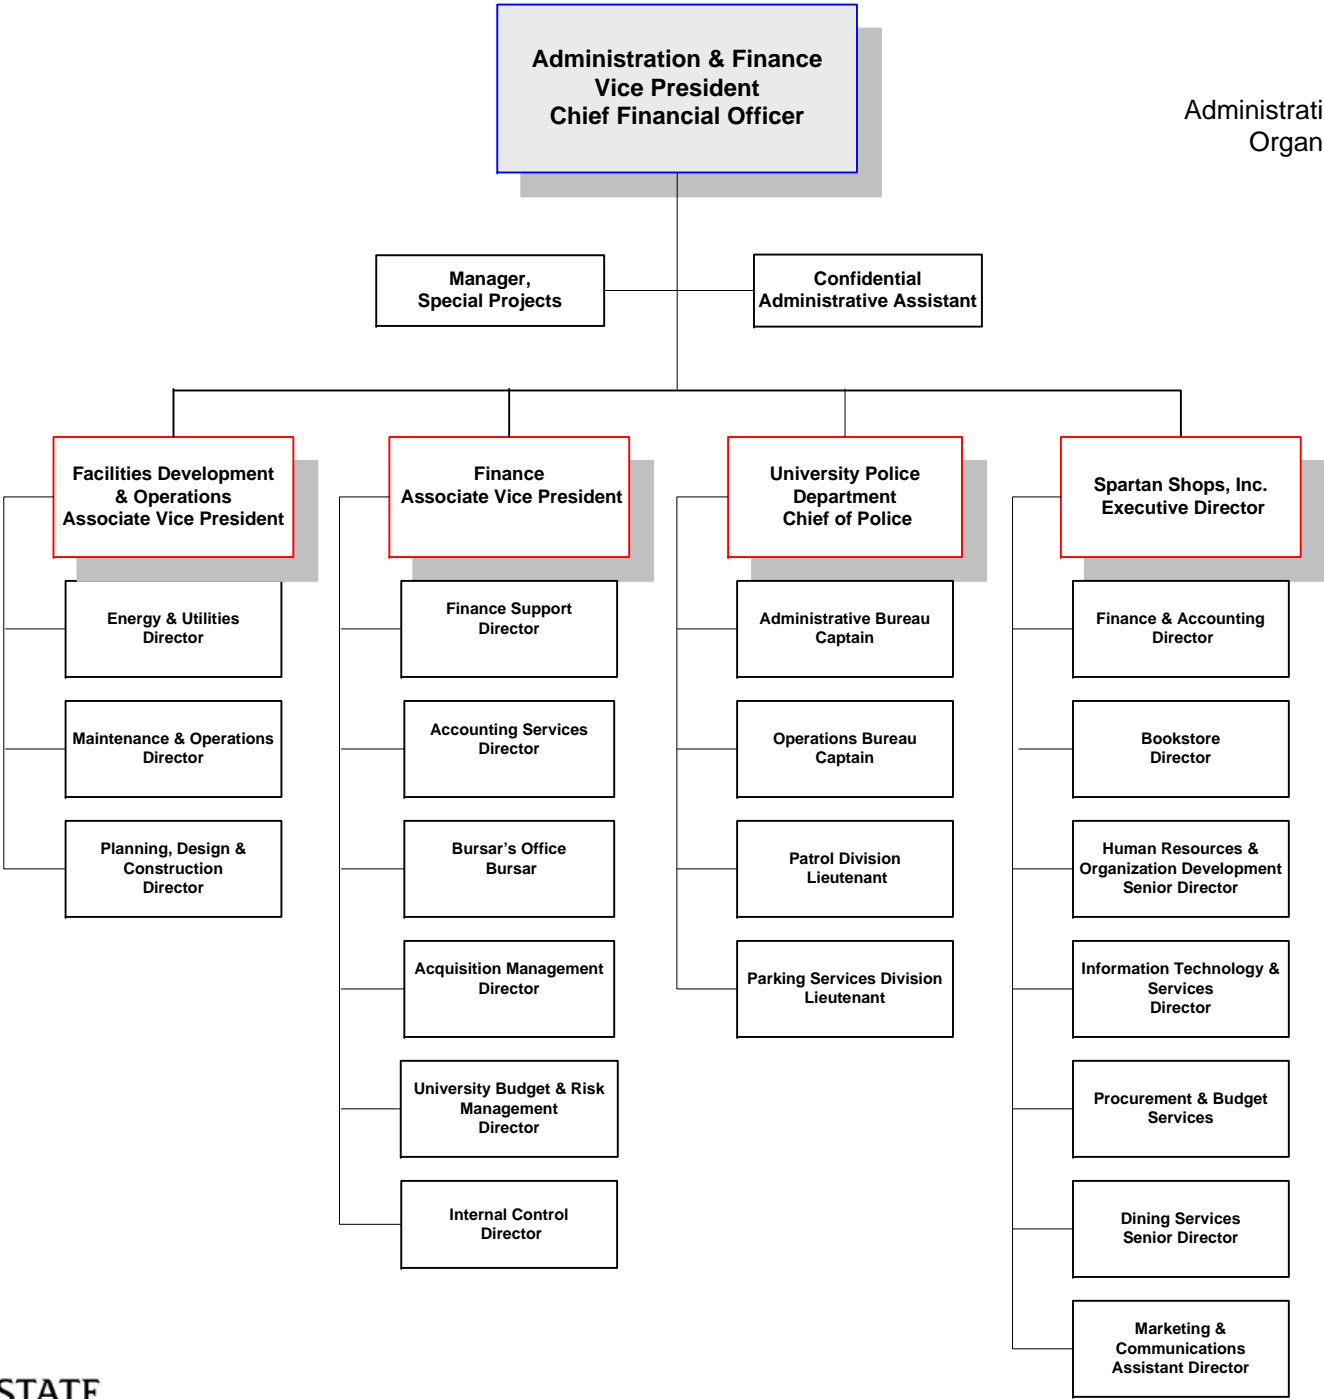 Administration & Finance
Vice President
Chief Financial Officer
Administrati
Organ
Manager,
Special Projects
Confidential
Administrative Assistant
Facilities Development
& Operations
Associate Vice President
Finance
Associate Vice President
University Police
Department
Chief of Police
Spartan Shops, Inc.
Executive Director
Energy & Utilities
Director
Maintenance & Operations
Director
Planning, Design &
Construction
Director
Finance Support
Director
Accounting Services
Director
Bursar’s Office
Bursar
Acquisition Management
Director
University Budget & Risk
Management
Director
Internal Control
Director
Administrative Bureau
Captain
Operations Bureau
Captain
Patrol Division
Lieutenant
Parking Services Division
Lieutenant
Finance & Accounting
Director
Bookstore
Director
Human Resources &
Organization Development
Senior Director
Information Technology &
Services
Director
Procurement & Budget
Services
Dining Services
Senior Director
Marketing &
Communications
Assistant Director
STATE